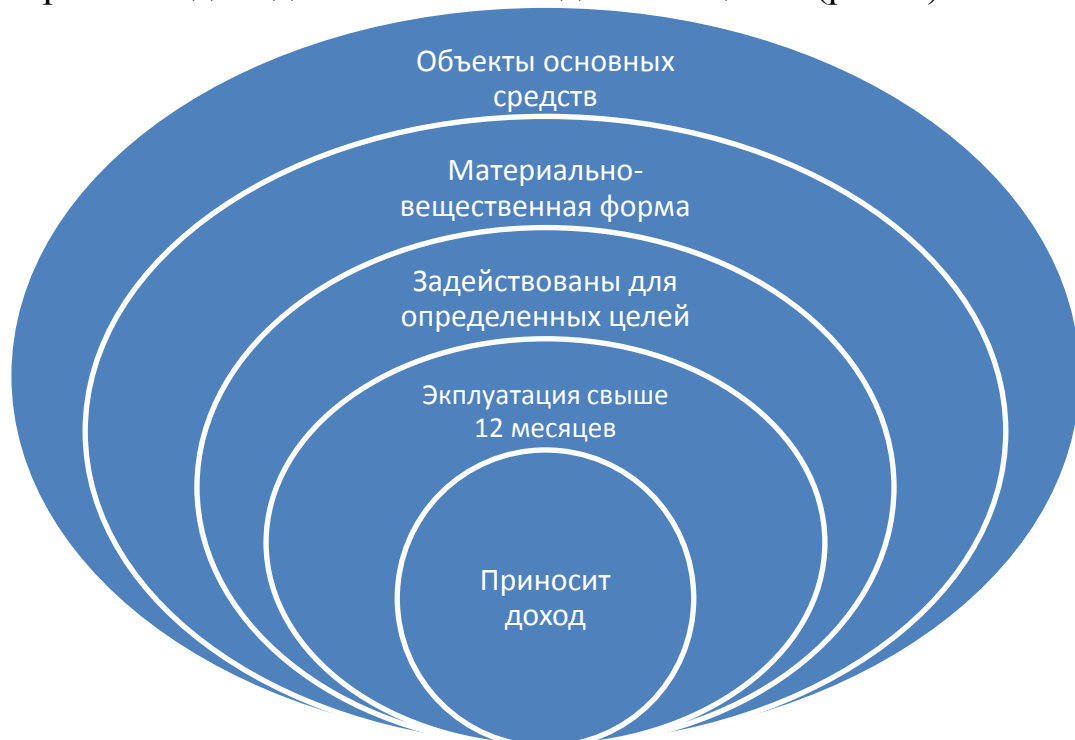 Объекты основных
средств
Материально-
вещественная форма
Задействованы для
определенных целей
Экплуатация свыше
12 месяцев
Приносит
доход